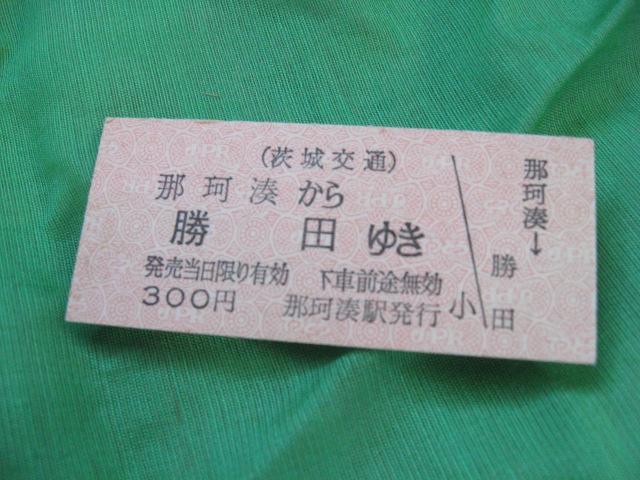 (茨城交通)
那珂湊から
勝田ゆき
発売当日限り有効 下車前途無効
300円 那珂湊駅発行
小
那珂湊→
勝田